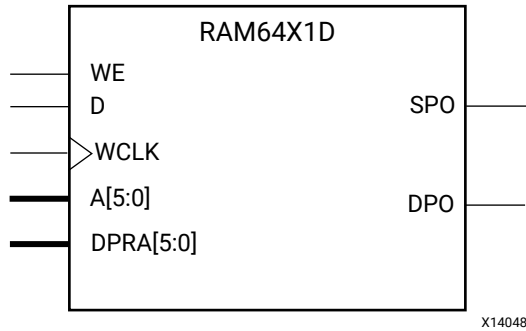 RAM64X1D
WE
D
SPO
WCLK
A[5:0]
DPO
DPRA[5:0]
X14048